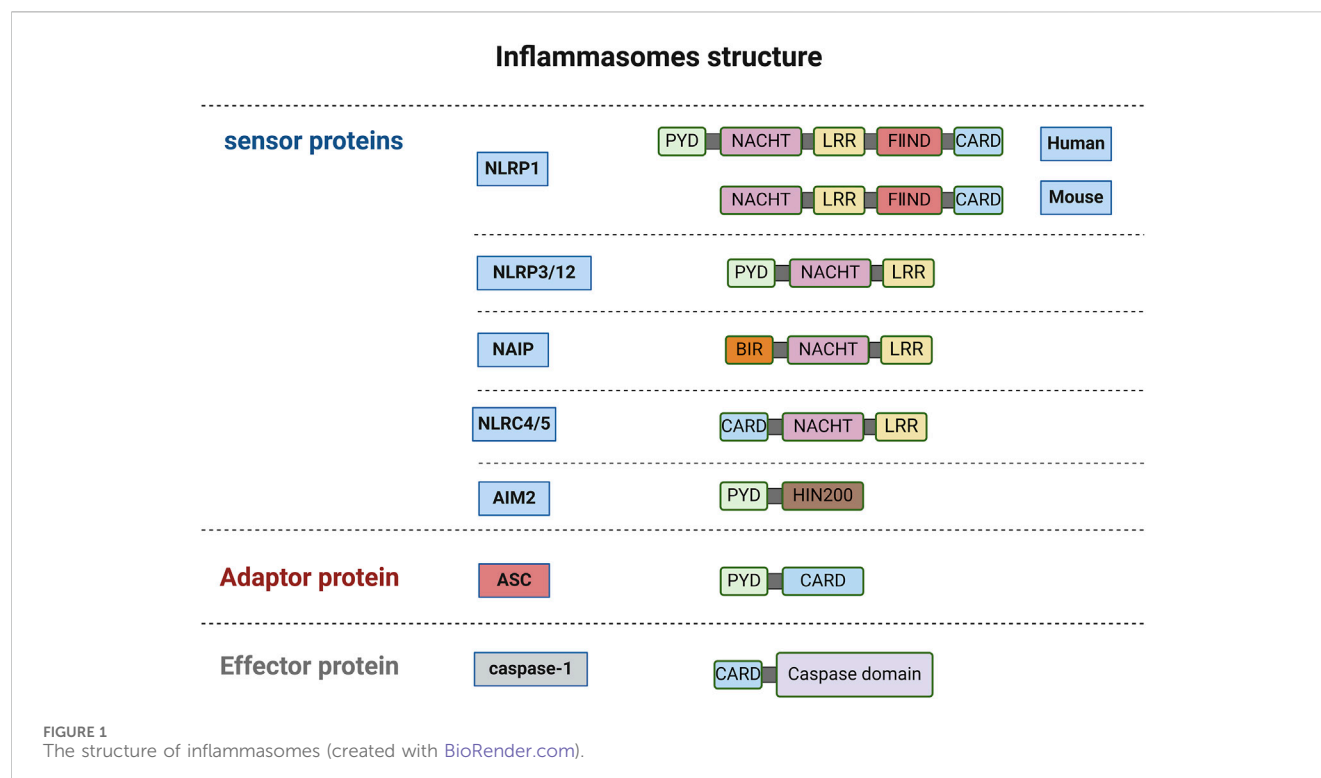 Inflammasomes structure
sensor proteins
NLRP1
PYD NACHT LRR FIIND CARD Human
NACHT LRR FIIND CARD Mouse
NLRP3/12 PYD NACHT LRR
NAIP BIR NACHT LRR
NLRC4/5 CARD NACHT LRR
AIM2 PYD HIN200
Adaptor protein ASC PYD CARD
Effector protein caspase-1 CARD Caspase domain
FIGURE 1
The structure of inflammasomes (created with BioRender.com).